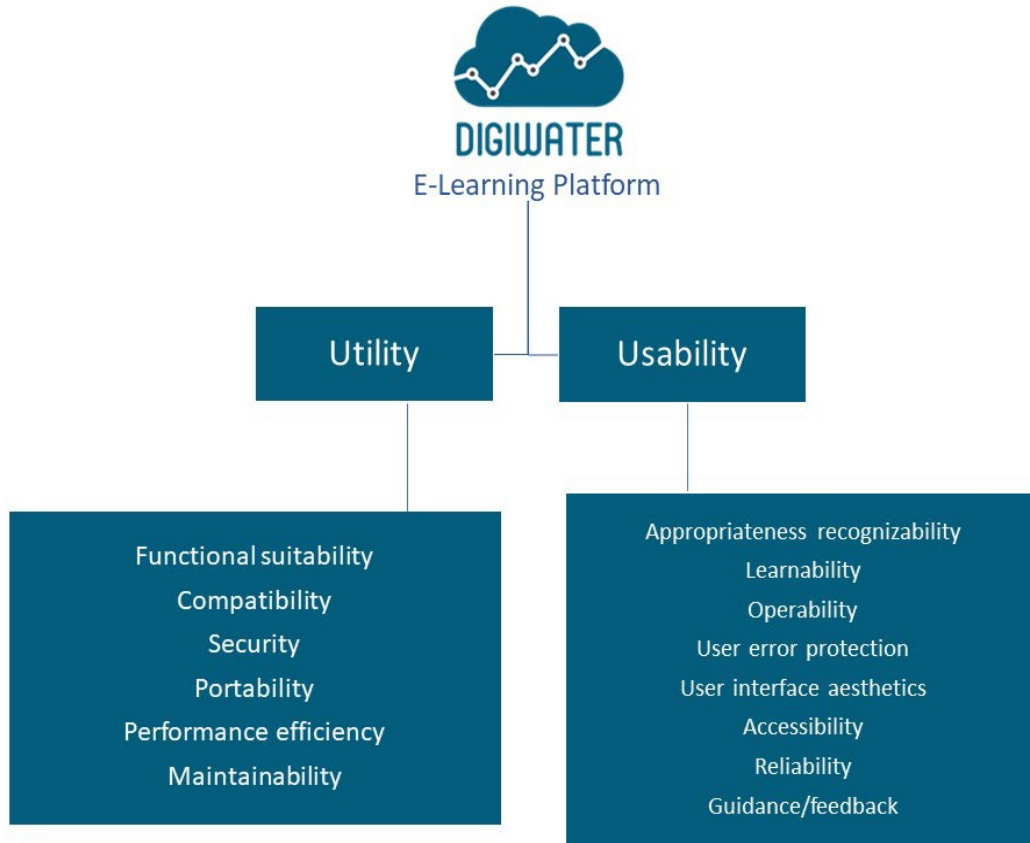 DIGIWATER
E-Learning Platform
Utility
Usability
Functional suitability
Compatibility
Security
Portability
Performance efficiency
Maintainability
Appropriateness recognizability
Learnability
Operability
User error protection
User interface aesthetics
Accessibility
Reliability
Guidance/feedback